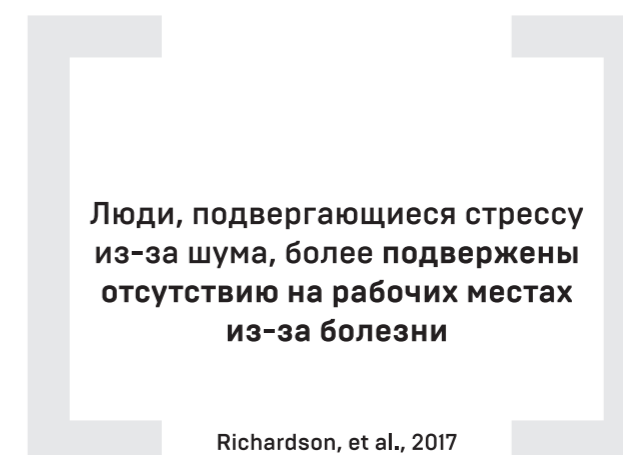 Люди, подвергающиеся стрессу
из-за шума, более подвержены
отсутствию на рабочих местах
из-за болезни
Richardson, et al., 2017